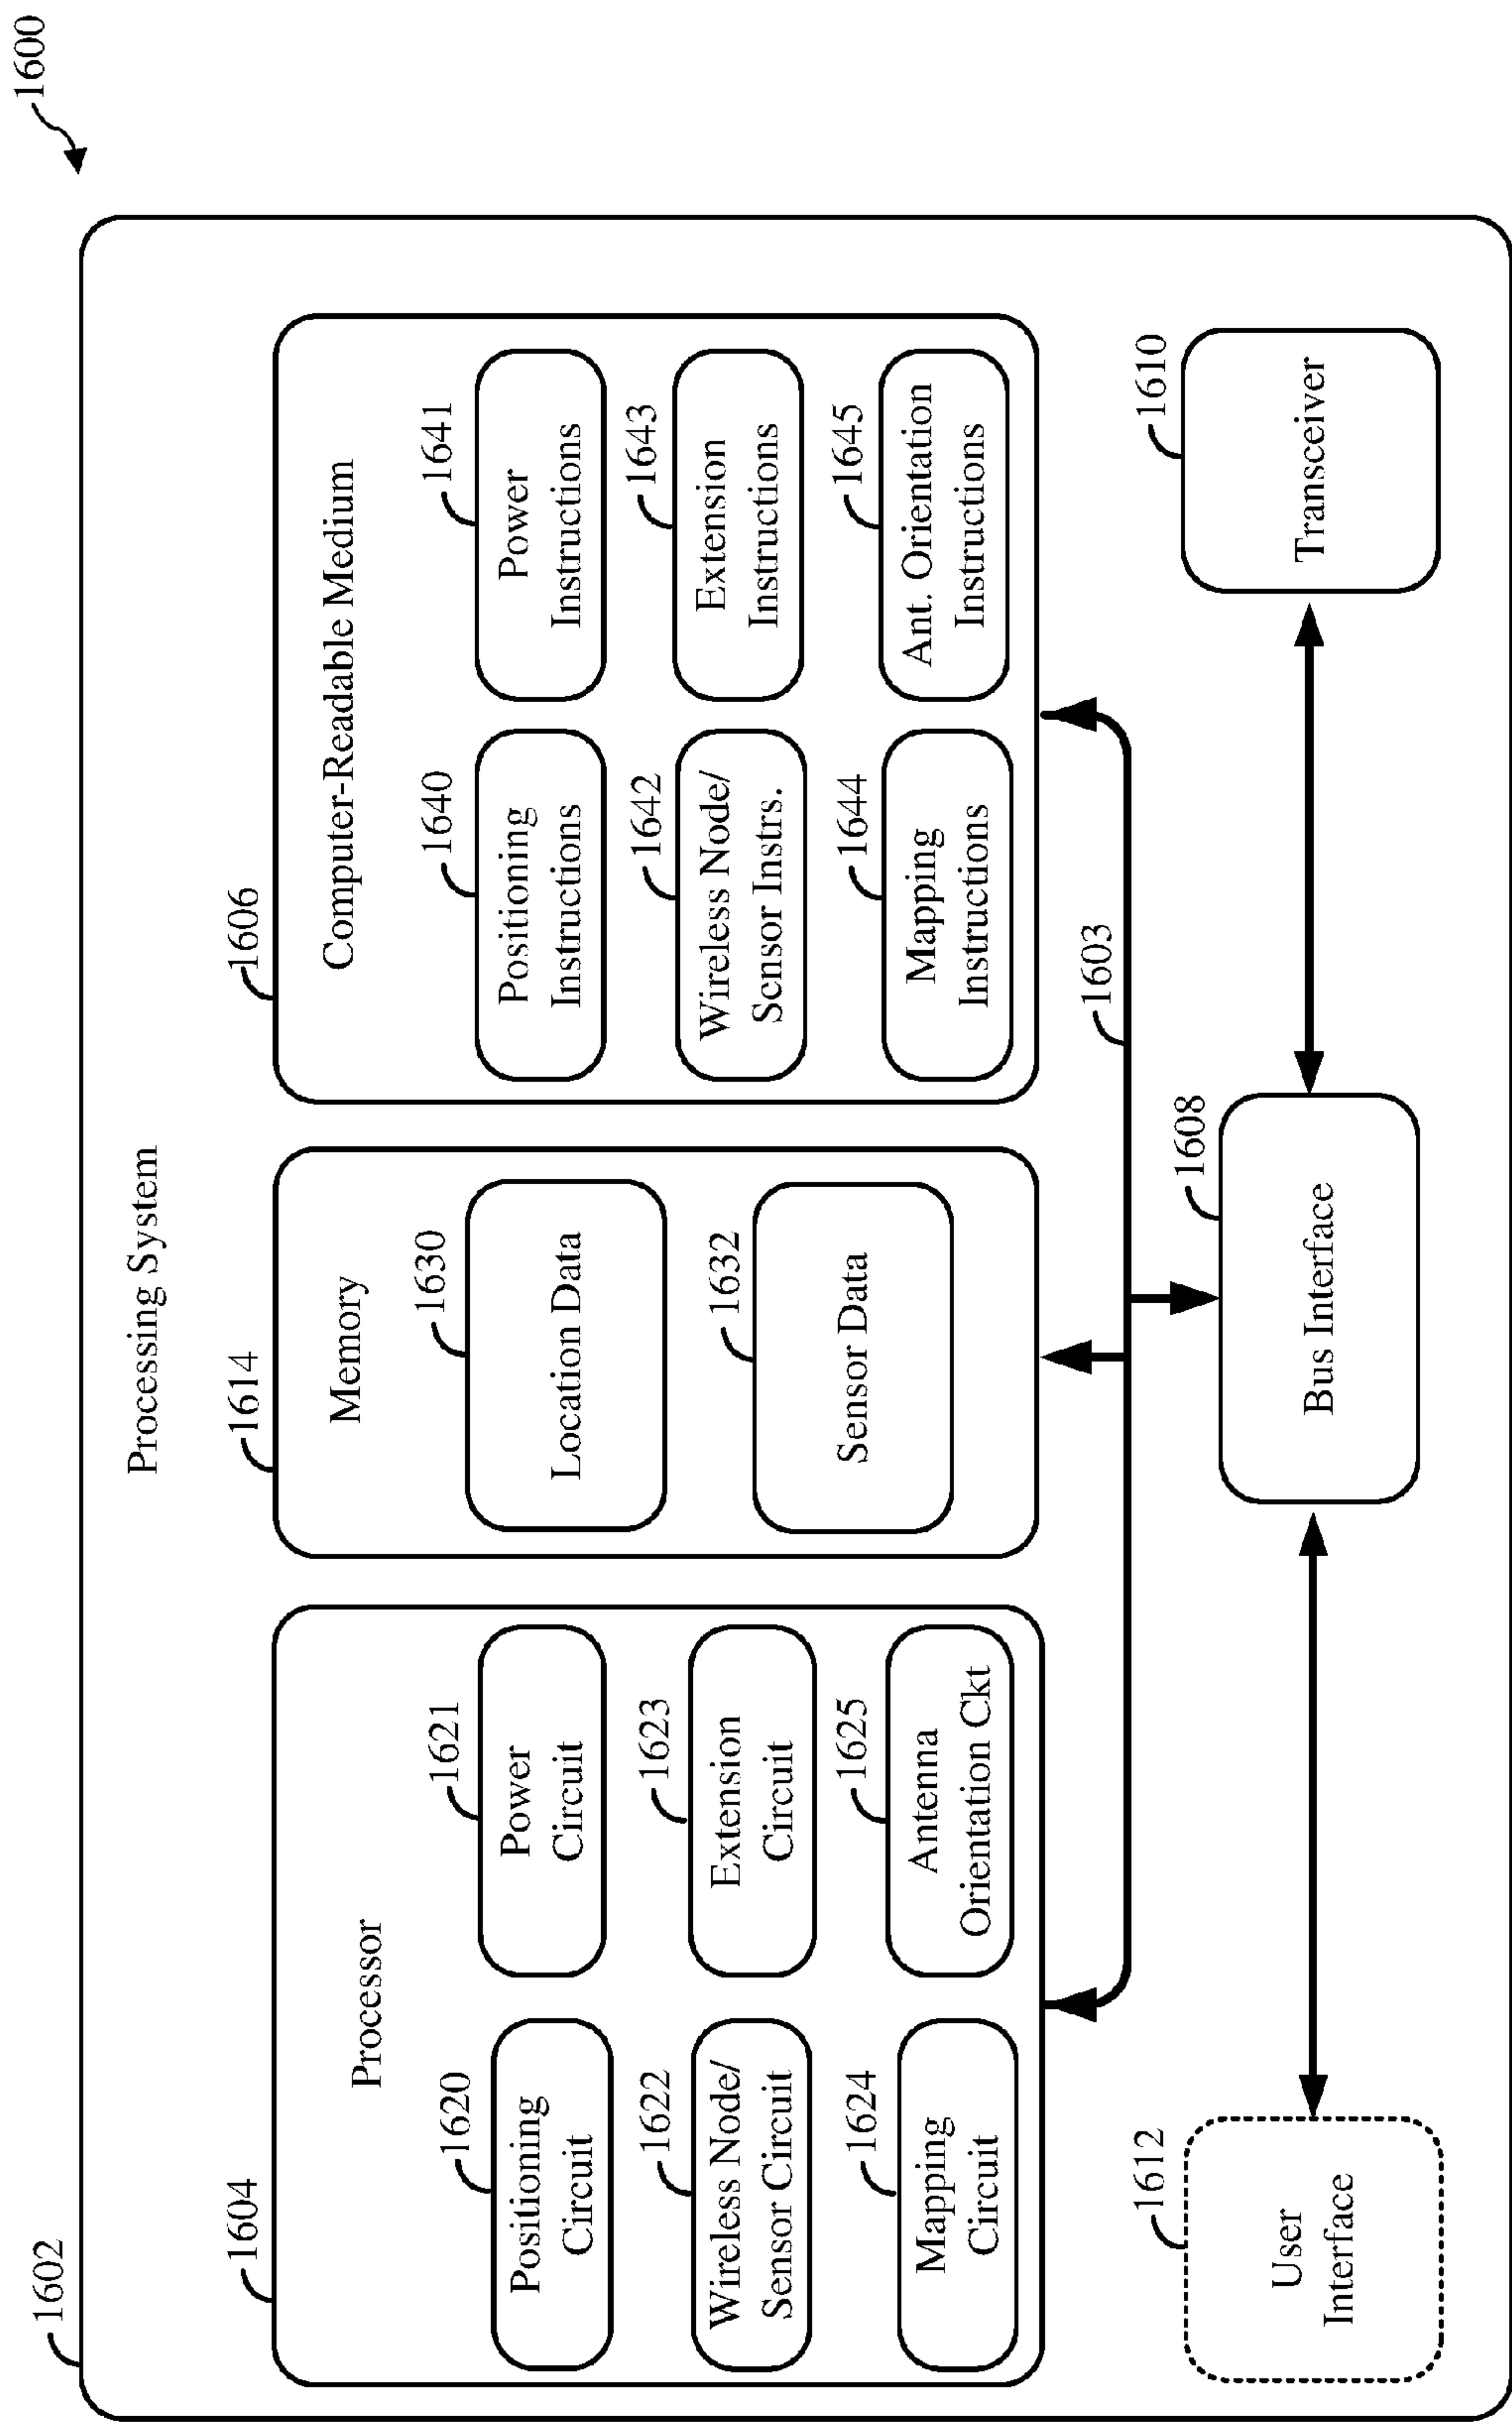 1600
1602
Processing System
1604
Processor
1620
Positioning
Circuit
1621
Power
Circuit
1622
Wireless Node/
Sensor Circuit
1623
Extension
Circuit
1624
Mapping
Circuit
1625
Antenna
Orientation Ckt
1614
Memory
1630
Location Data
1632
Sensor Data
1606
Computer-Readable Medium
1640
Positioning
Instructions
1641
Power
Instructions
1642
Wireless Node/
Sensor Instrs.
1643
Extension
Instructions
1644
Mapping
Instructions
1645
Ant. Orientation
Instructions
1603
1612
User
Interface
1608
Bus Interface
1610
Transceiver